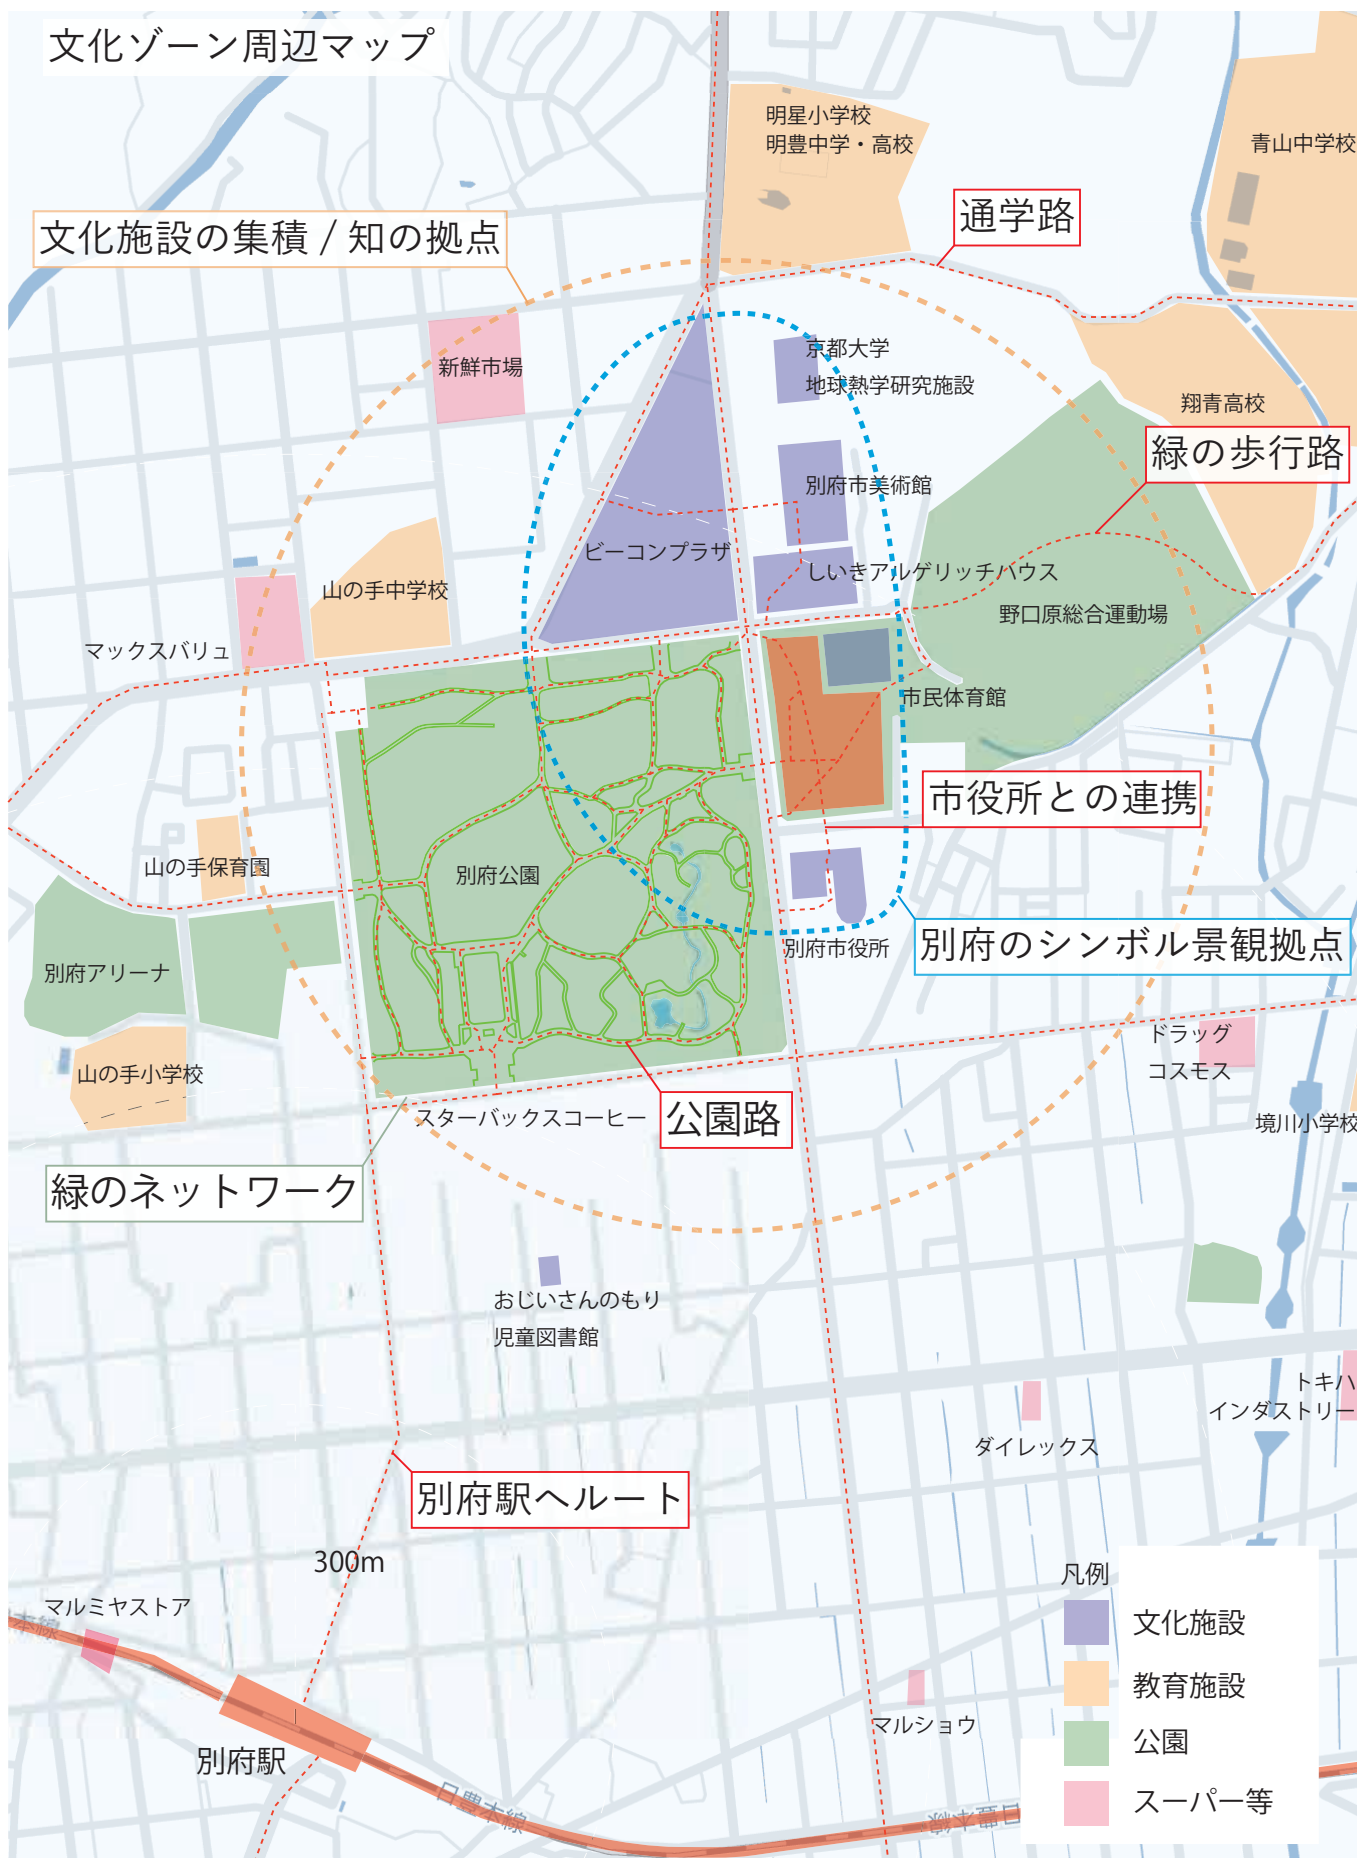 文化ゾーン周辺マップ
明星小学校
明豊中学・高校
青山中学校
通学路
文化施設の集積 / 知の拠点
京都大学
地球熱学研究施設
新鮮市場
翔青高校
緑の歩行路
別府市美術館
ビーコンプラザ
しいきアルゲリッチハウス
山の手中学校
野口原総合運動場
マックスバリュ
市民体育館
市役所との連携
山の手保育園
別府公園
別府のシンボル景観拠点
別府市役所
別府アリーナ
ドラッグ
コスモス
山の手小学校
スターバックスコーヒー
公園路
境川小学校
緑のネットワーク
おじいさんのもり
児童図書館
トキハ
インダストリー
ダイレックス
別府駅へルート
300m
凡例
マルミヤストア
本線
文化施設
教育施設
マルショウ
公園
別府駅
スーパー等
日豊本線
日豊本線